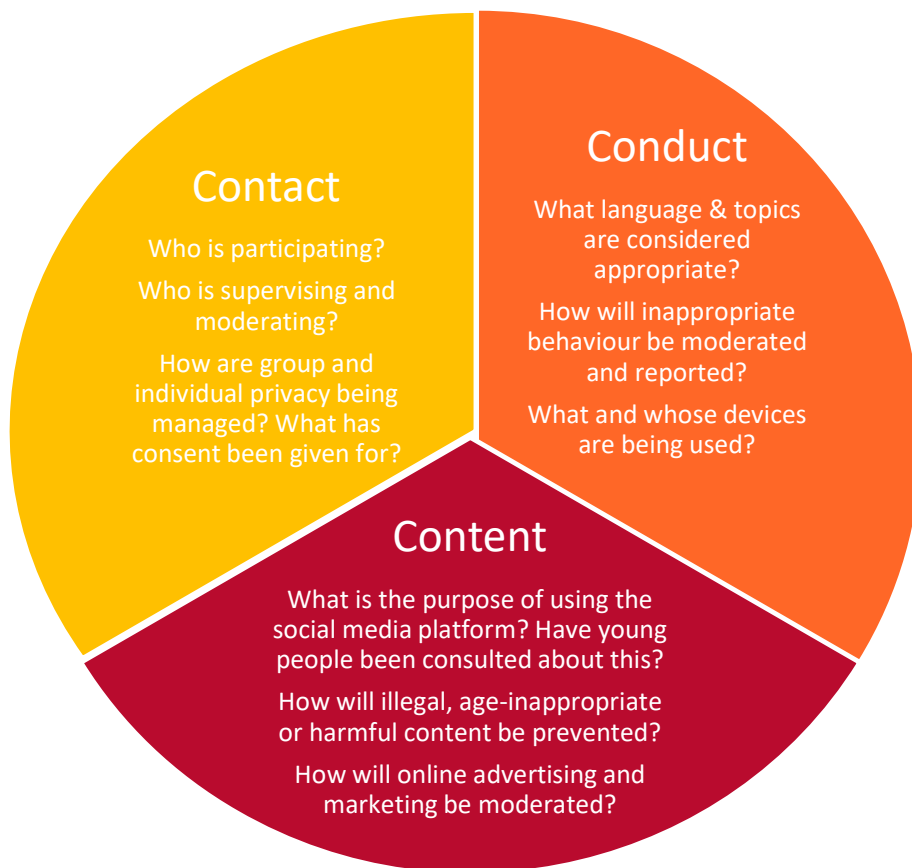 Contact
Who is participating?
Who is supervising and
moderating?
How are group and
individual privacy being
managed? What has
consent been given for?
Conduct
What language & topics
are considered
appropriate?
How will inappropriate
behaviour be moderated
and reported?
What and whose devices
are being used?
Content
What is the purpose of using the
social media platform? Have young
people been consulted about this?
How will illegal, age-inappropriate
or harmful content be prevented?
How will online advertising and
marketing be moderated?